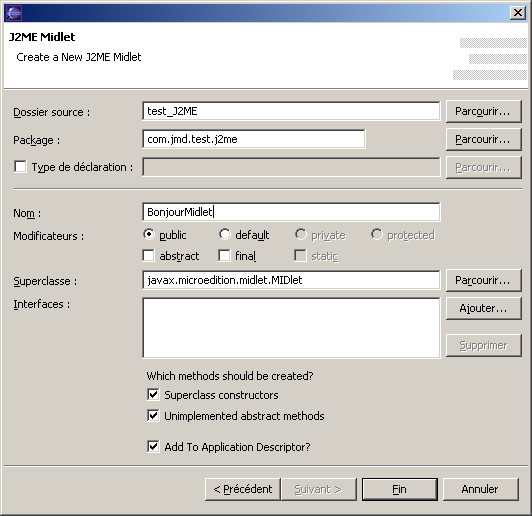 J2ME Midlet
Create a New J2ME Midlet
Dossier source : test_J2ME Parcourir...
Package : com.jmd.test.j2me Parcourir...
Type de déclaration : Parcourir...
Nom : BonjourMidlet
Modificateurs : public default private protected
abstract final static
Superclasse : javax.microedition.midlet.MIDlet Parcourir...
Interfaces : Ajouter...
Supprimer
Which methods should be created?
Superclass constructors
Unimplemented abstract methods
Add To Application Descriptor?
< Précédent Suivant > Fin Annuler